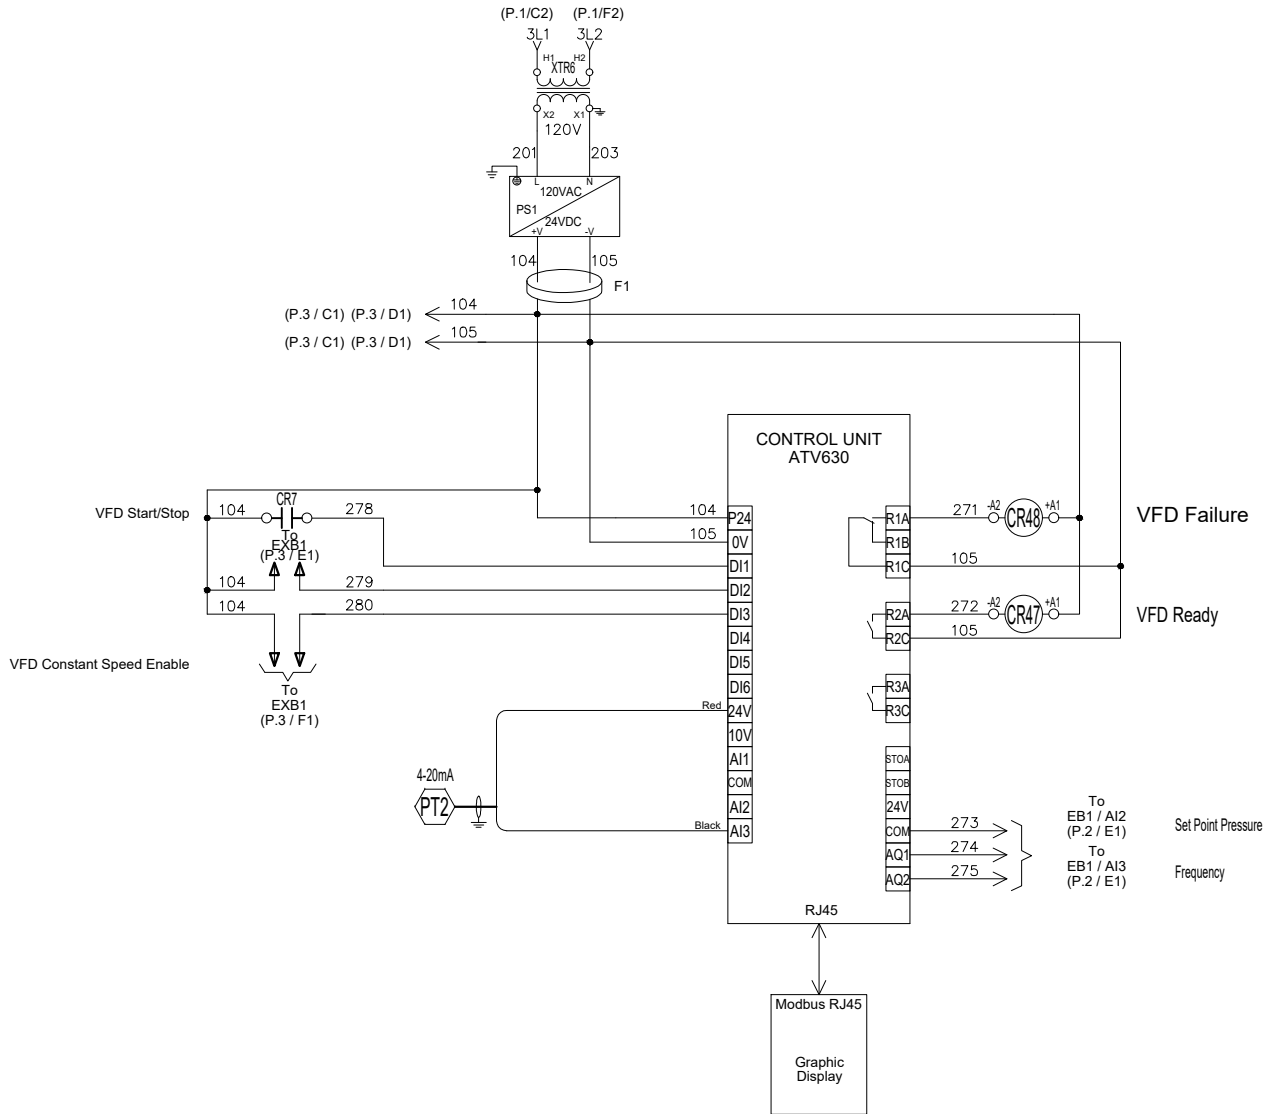 (P.1/C2) (P.1/F2)
3L1 3L2
H1 H2
XTR6
X2 X1
120V
201 203
L N
120VAC
PS1
24VDC
+V -V
104 105
F1
(P.3 / C1) (P.3 / D1) 104
(P.3 / C1) (P.3 / D1) 105
CONTROL UNIT
ATV630
VFD Start/Stop
104 CR7 278
To
EXB1
(P.3 / E1)
104 279
104 280
VFD Constant Speed Enable
To
EXB1
(P.3 / F1)
104 P24
105 0V
DI1
DI2
DI3
DI4
DI5
DI6
Red 24V
10V
AI1
COM
AI2
Black AI3
4-20mA
PT2
R1A 271 -A2 CR48 +A1 VFD Failure
R1B
R1C 105
R2A 272 -A2 CR47 +A1 VFD Ready
R2C 105
R3A
R3C
STOA
STOB
24V
COM 273
AQ1 274
AQ2 275
To
EB1 / AI2
(P.2 / E1)
Set Point Pressure
To
EB1 / AI3
(P.2 / E1)
Frequency
RJ45
Modbus RJ45
Graphic
Display